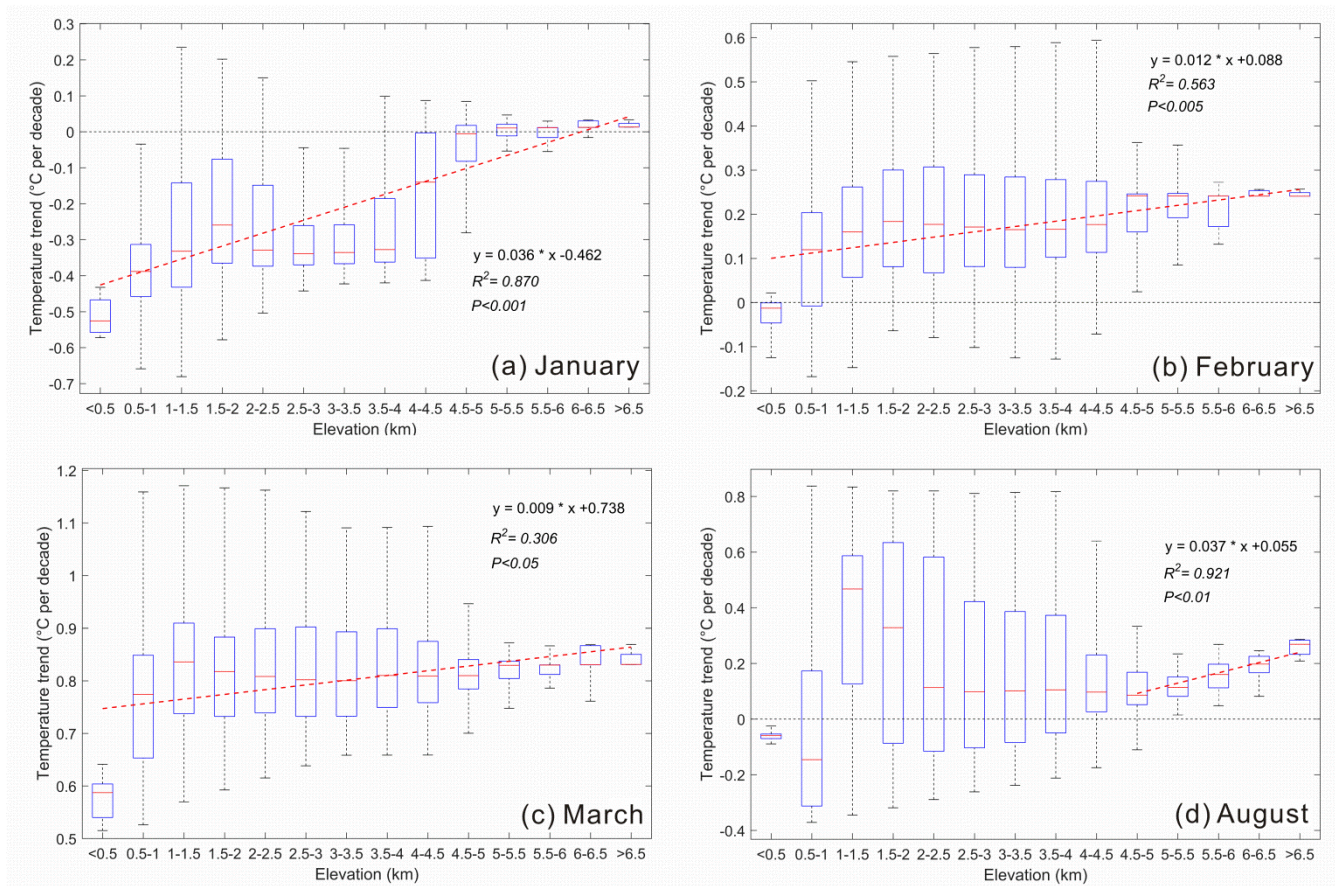 0.3
0.2
0.1
0
-0.1
-0.2
-0.3
-0.4
-0.5
-0.6
-0.7
Temperature trend (°C per decade)
y = 0.036 * x -0.462
R2= 0.870
P<0.001
(a) January
<0.5 0.5-1 1-1.5 1.5-2 2-2.5 2.5-3 3-3.5 3.5-4 4-4.5 4.5-5 5-5.5 5.5-6 6-6.5 >6.5
Elevation (km)
0.6
0.5
0.4
0.3
0.2
0.1
0
-0.1
-0.2
Temperature trend (°C per decade)
y = 0.012 * x +0.088
R2= 0.563
P<0.005
(b) February
<0.5 0.5-1 1-1.5 1.5-2 2-2.5 2.5-3 3-3.5 3.5-4 4-4.5 4.5-5 5-5.5 5.5-6 6-6.5 >6.5
Elevation (km)
1.2
1.1
1
0.9
0.8
0.7
0.6
0.5
Temperature trend (°C per decade)
y = 0.009 * x +0.738
R2= 0.306
P<0.05
(c) March
<0.5 0.5-1 1-1.5 1.5-2 2-2.5 2.5-3 3-3.5 3.5-4 4-4.5 4.5-5 5-5.5 5.5-6 6-6.5 >6.5
Elevation (km)
0.8
0.6
0.4
0.2
0
-0.2
-0.4
Temperature trend (°C per decade)
y = 0.037 * x +0.055
R2= 0.921
P<0.01
(d) August
<0.5 0.5-1 1-1.5 1.5-2 2-2.5 2.5-3 3-3.5 3.5-4 4-4.5 4.5-5 5-5.5 5.5-6 6-6.5 >6.5
Elevation (km)